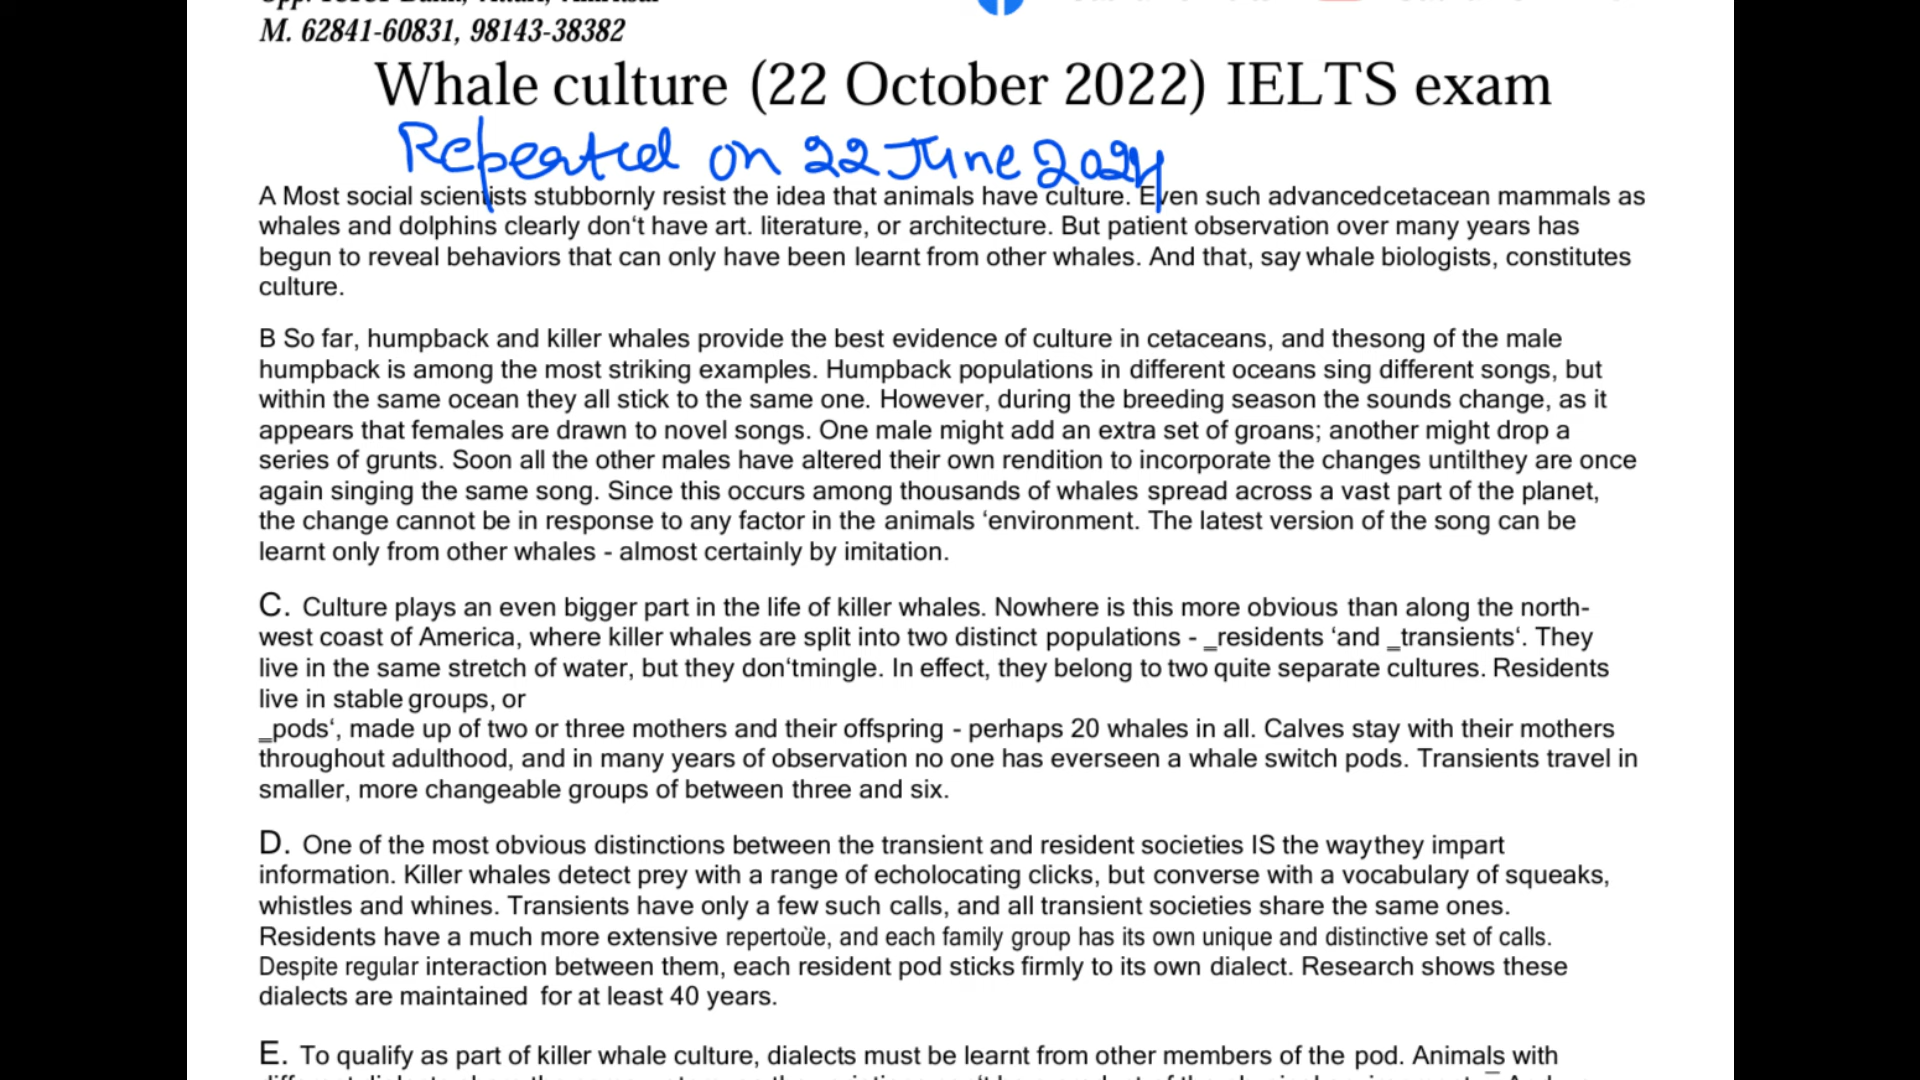 M. 62841-60831, 98143-38382
Whale culture (22 October 2022) IELTS exam
Repeated on 22 June 2024
A Most social scientists stubbornly resist the idea that animals have culture. Even such advancedcetacean mammals as
whales and dolphins clearly don‘t have art. literature, or architecture. But patient observation over many years has
begun to reveal behaviors that can only have been learnt from other whales. And that, say whale biologists, constitutes
culture.
B So far, humpback and killer whales provide the best evidence of culture in cetaceans, and thesong of the male
humpback is among the most striking examples. Humpback populations in different oceans sing different songs, but
within the same ocean they all stick to the same one. However, during the breeding season the sounds change, as it
appears that females are drawn to novel songs. One male might add an extra set of groans; another might drop a
series of grunts. Soon all the other males have altered their own rendition to incorporate the changes untilthey are once
again singing the same song. Since this occurs among thousands of whales spread across a vast part of the planet,
the change cannot be in response to any factor in the animals ‘environment. The latest version of the song can be
learnt only from other whales - almost certainly by imitation.
C. Culture plays an even bigger part in the life of killer whales. Nowhere is this more obvious than along the north-
west coast of America, where killer whales are split into two distinct populations - ‗residents ‘and ‗transients‘. They
live in the same stretch of water, but they don‘tmingle. In effect, they belong to two quite separate cultures. Residents
live in stable groups, or
‗pods‘, made up of two or three mothers and their offspring - perhaps 20 whales in all. Calves stay with their mothers
throughout adulthood, and in many years of observation no one has everseen a whale switch pods. Transients travel in
smaller, more changeable groups of between three and six.
D. One of the most obvious distinctions between the transient and resident societies IS the waythey impart
information. Killer whales detect prey with a range of echolocating clicks, but converse with a vocabulary of squeaks,
whistles and whines. Transients have only a few such calls, and all transient societies share the same ones.
Residents have a much more extensive repertoùe, and each family group has its own unique and distinctive set of calls.
Despite regular interaction between them, each resident pod sticks firmly to its own dialect. Research shows these
dialects are maintained for at least 40 years.
E. To qualify as part of killer whale culture, dialects must be learnt from other members of the pod. Animals with